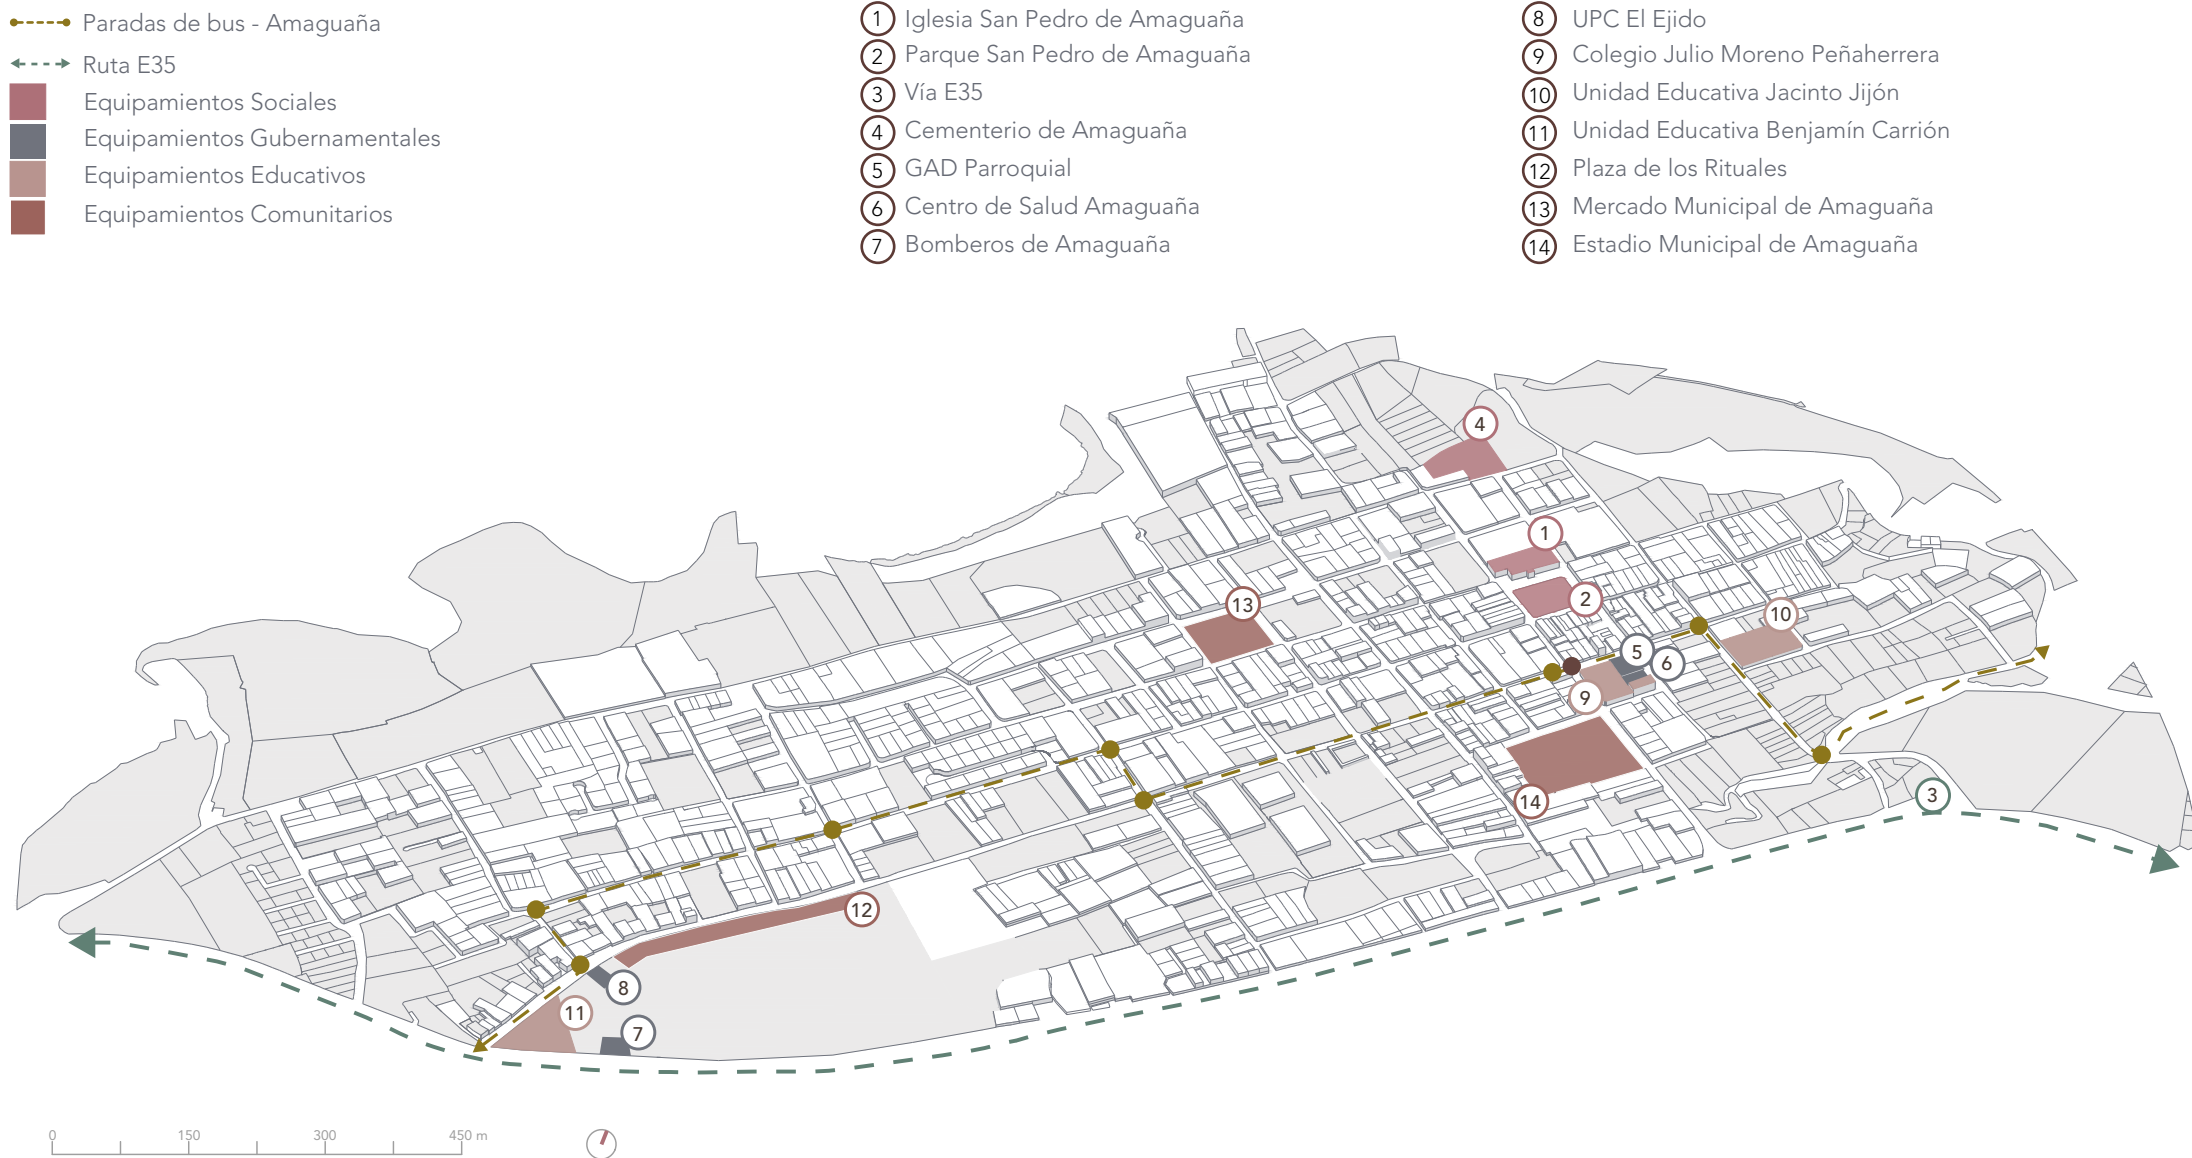 Paradas de bus - Amaguaña
Ruta E35
Equipamientos Sociales
Equipamientos Gubernamentales
Equipamientos Educativos
Equipamientos Comunitarios
1 Iglesia San Pedro de Amaguaña
2 Parque San Pedro de Amaguaña
3 Vía E35
4 Cementerio de Amaguaña
5 GAD Parroquial
6 Centro de Salud Amaguaña
7 Bomberos de Amaguaña
8 UPC El Ejido
9 Colegio Julio Moreno Peñaherrera
10 Unidad Educativa Jacinto Jijón
11 Unidad Educativa Benjamín Carrión
12 Plaza de los Rituales
13 Mercado Municipal de Amaguaña
14 Estadio Municipal de Amaguaña
4
1
2
13
10
5
6
9
3
14
12
8
11
7
0 150 300 450 m